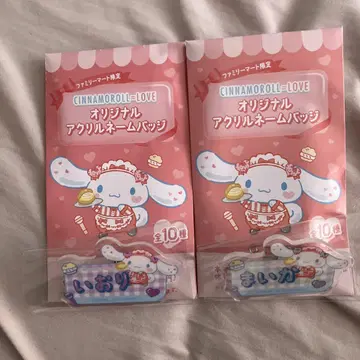 ファミリーマート限定
CINNAMOROLL=LOVE
オリジナル
アクリルネームバッジ
全10種
いおり
ファミリーマート限定
CINNAMOROLL=LOVE
オリジナル
アクリルネームバッジ
全10種
まいか